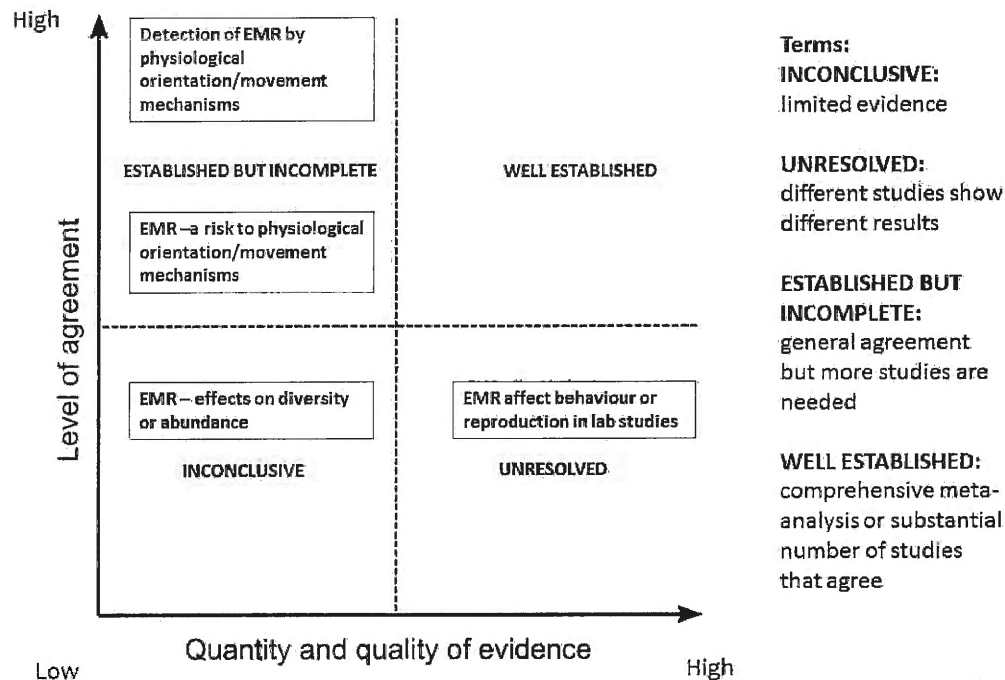 High
Detection of EMR by
physiological
orientation/movement
mechanisms
ESTABLISHED BUT INCOMPLETE
WELL ESTABLISHED
EMR –a risk to physiological
orientation/movement
mechanisms
Level of agreement
EMR – effects on diversity
or abundance
INCONCLUSIVE
EMR affect behaviour or
reproduction in lab studies
UNRESOLVED
Quantity and quality of evidence
Low
High
Terms:
INCONCLUSIVE:
limited evidence
UNRESOLVED:
different studies show
different results
ESTABLISHED BUT
INCOMPLETE:
general agreement
but more studies are
needed
WELL ESTABLISHED:
comprehensive meta-
analysis or substantial
number of studies
that agree